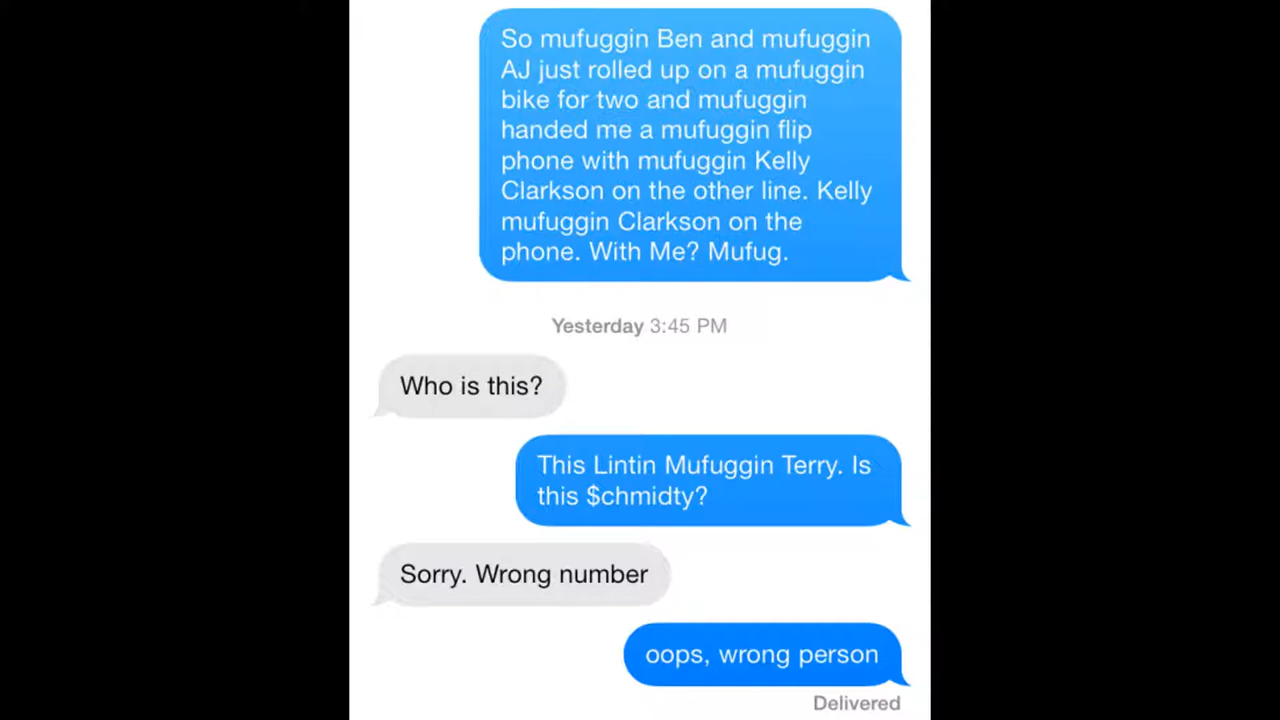 So mufuggin Ben and mufuggin
AJ just rolled up on a mufuggin
bike for two and mufuggin
handed me a mufuggin flip
phone with mufuggin Kelly
Clarkson on the other line. Kelly
mufuggin Clarkson on the
phone. With Me? Mufug.
Yesterday 3:45 PM
Who is this?
This Lintin Mufuggin Terry. Is
this $chmidty?
Sorry. Wrong number
oops, wrong person
Delivered